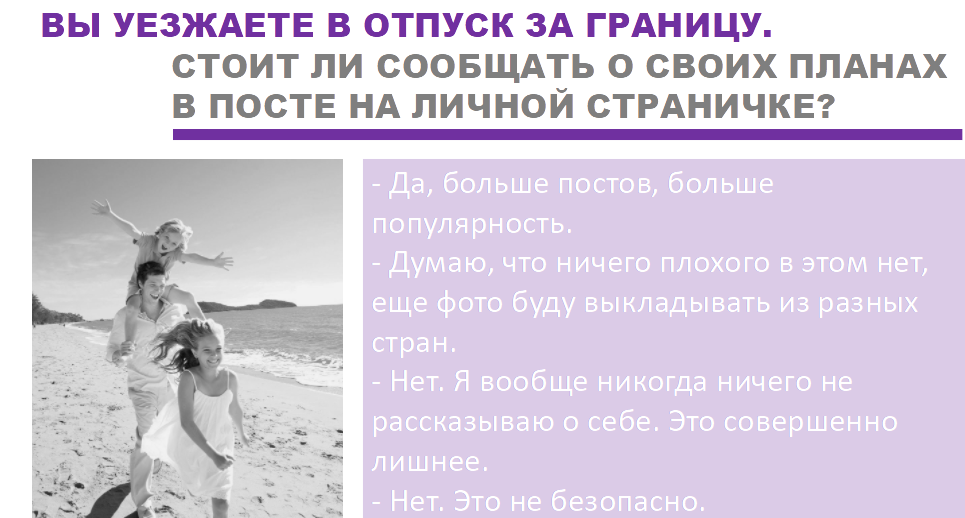 ВЫ УЕЗЖАЕТЕ В ОТПУСК ЗА ГРАНИЦУ.
СТОИТ ЛИ СООБЩАТЬ О СВОИХ ПЛАНАХ
В ПОСТЕ НА ЛИЧНОЙ СТРАНИЧКЕ?
- Да, больше постов, больше
популярность.
- Думаю, что ничего плохого в этом нет,
еще фото буду выкладывать из разных
стран.
- Нет. Я вообще никогда ничего не
рассказываю о себе. Это совершенно
лишнее.
- Нет. Это не безопасно.